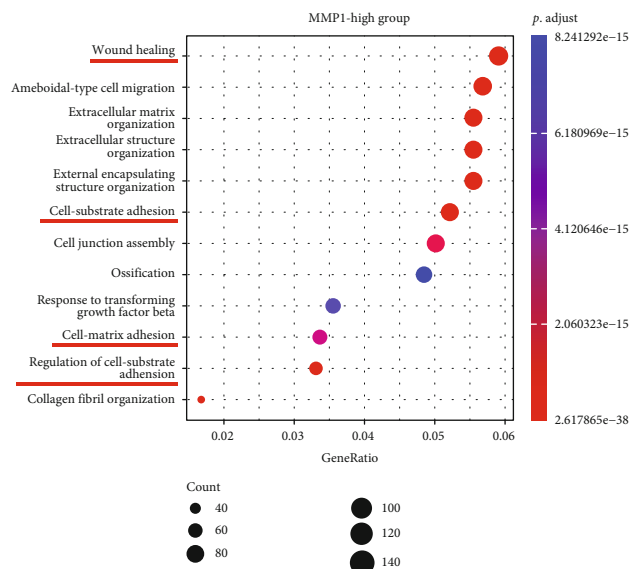 MMP1-high group
p. adjust
Wound healing
Ameboidal-type cell migration
Extracellular matrix
organization
Extracellular structure
organization
External encapsulating
structure organization
Cell-substrate adhesion
Cell junction assembly
Ossification
Response to transforming
growth factor beta
Cell-matrix adhesion
Regulation of cell-substrate
adhension
Collagen fibril organization
0.02 0.03 0.04 0.05 0.06
GeneRatio
8.241292e−15
6.180969e−15
4.120646e−15
2.060323e−15
2.617865e−38
Count
40
60
80
100
120
140